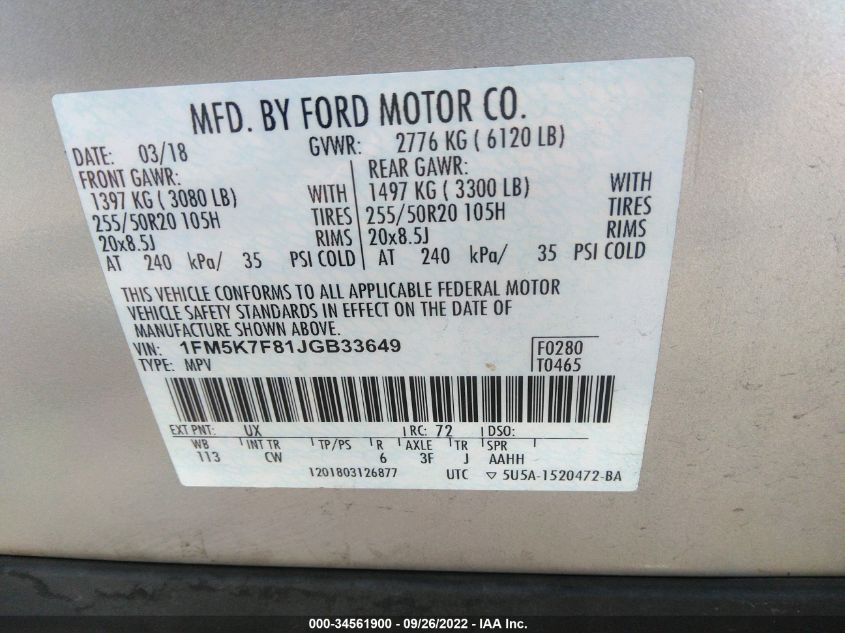 MFD. BY FORD MOTOR CO.
DATE: 03/18 GVWR: 2776 KG ( 6120 LB)
FRONT GAWR: REAR GAWR:
1397 KG ( 3080 LB) WITH 1497 KG ( 3300 LB) WITH
255/50R20 105H TIRES 255/50R20 105H TIRES
20x8.5J RIMS 20x8.5J RIMS
AT 240 kPa/ 35 PSI COLD AT 240 kPa/ 35 PSI COLD
THIS VEHICLE CONFORMS TO ALL APPLICABLE FEDERAL MOTOR
VEHICLE SAFETY STANDARDS IN EFFECT ON THE DATE OF
MANUFACTURE SHOWN ABOVE.
VIN: 1FM5K7F81JGB33649 F0280
TYPE: MPV T0465
EXT PNT: UX RC: 72 DSO:
WB INT TR TP/PS R AXLE TR SPR
113 CW 6 3F J AAHH
1201803126877 UTC ▽ 5U5A-1520472-BA
000-34561900 - 09/26/2022 - IAA Inc.